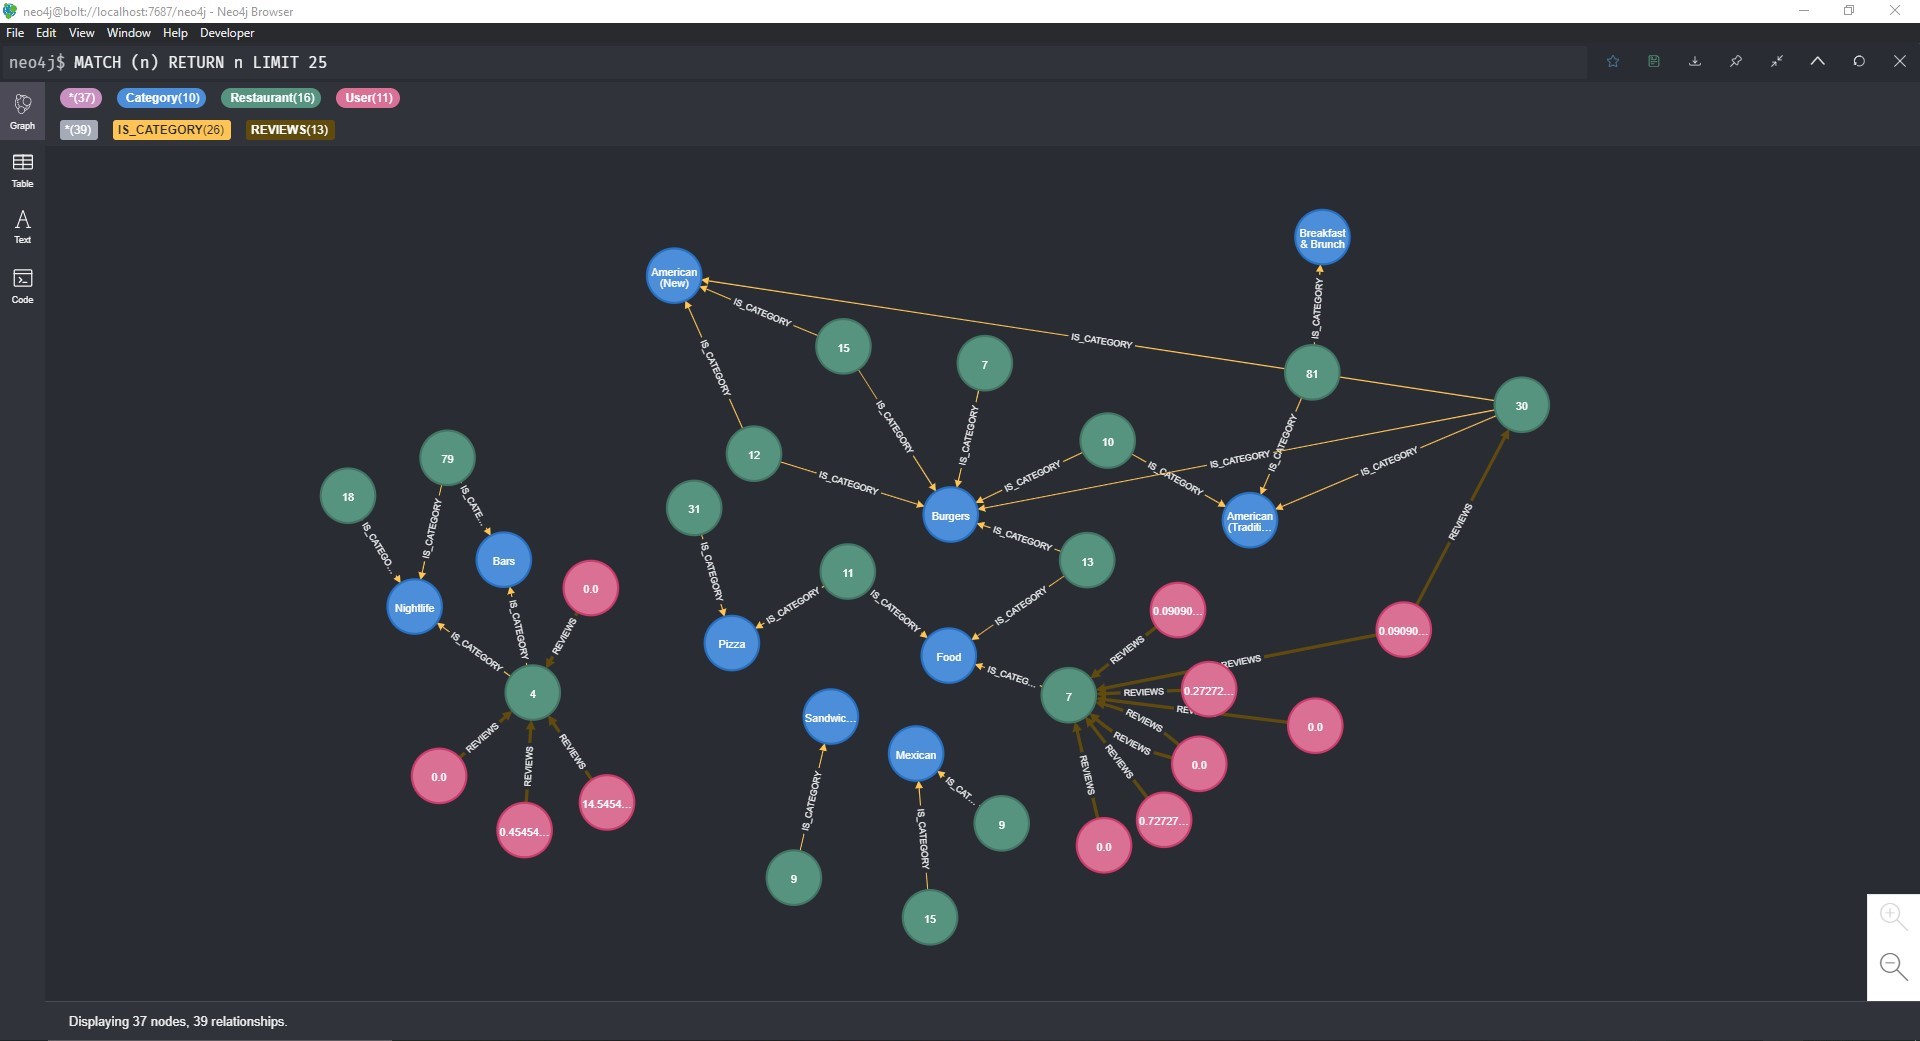 neo4j@bolt://localhost:7687/neo4j - Neo4j Browser
File Edit View Window Help Developer
neo4j$ MATCH (n) RETURN n LIMIT 25
*(37) Category(10) Restaurant(16) User(11)
*(39) IS_CATEGORY(26) REVIEWS(13)
Graph
Table
Text
Code
Breakfast
& Brunch
American
(New)
IS_CATEGORY
IS_CATEGORY
IS_CATEGORY
15
IS_CATEGORY
7
81
30
IS_CATEGORY
IS_CATEGORY
IS_CATEGORY
10
12
79
18
IS_CATEGORY
IS_CATEGORY
IS_CATEGORY
IS_CATEGORY
IS_CATEGORY
IS_CATEGORY
IS_CATE...
31
Burgers
American
(Traditi...
REVIEWS
IS_CATEGORY
IS_CATEGO...
IS_CATEGORY
Bars
IS_CATEGORY
11
13
0.0
Nightlife
IS_CATEGORY
IS_CATEGORY
IS_CATEGORY
IS_CATEGORY
0.09090...
0.09090...
IS_CATEGORY
REVIEWS
Pizza
Food
REVIEWS
REVIEWS
IS_CATEG...
4
7
REVIEWS
0.27272...
Sandwic...
REV
0.0
REVIEWS
REVIEWS
REVIEWS
REVIEWS
REVIEWS
REVIEWS
REVIEWS
Mexican
0.0
0.0
IS_CAT...
IS_CATEGORY
14.5454...
0.45454...
9
0.72727...
IS_CATEGORY
0.0
9
15
Displaying 37 nodes, 39 relationships.